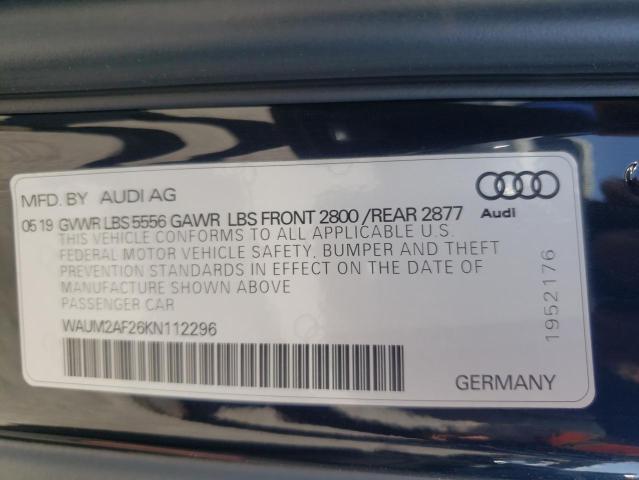 MFD. BY AUDI AG
05 19 GVWR LBS 5556 GAWR LBS FRONT 2800 /REAR 2877
THIS VEHICLE CONFORMS TO ALL APPLICABLE U.S.
FEDERAL MOTOR VEHICLE SAFETY, BUMPER AND THEFT
PREVENTION STANDARDS IN EFFECT ON THE DATE OF
MANUFACTURE SHOWN ABOVE
PASSENGER CAR
WAUM2AF26KN112296
Audi
1952176
GERMANY